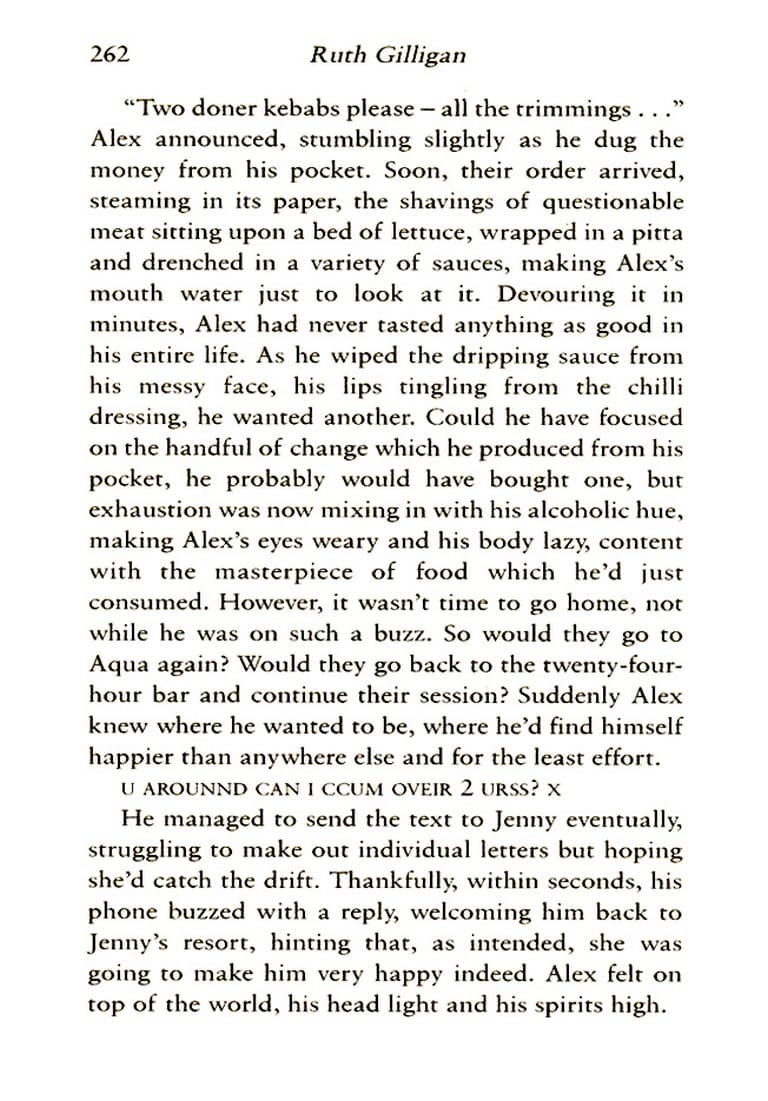 262 Ruth Gilligan
“Two doner kebabs please – all the trimmings . . .”
Alex announced, stumbling slightly as he dug the
money from his pocket. Soon, their order arrived,
steaming in its paper, the shavings of questionable
meat sitting upon a bed of lettuce, wrapped in a pitta
and drenched in a variety of sauces, making Alex’s
mouth water just to look at it. Devouring it in
minutes, Alex had never tasted anything as good in
his entire life. As he wiped the dripping sauce from
his messy face, his lips tingling from the chilli
dressing, he wanted another. Could he have focused
on the handful of change which he produced from his
pocket, he probably would have bought one, but
exhaustion was now mixing in with his alcoholic hue,
making Alex’s eyes weary and his body lazy, content
with the masterpiece of food which he’d just
consumed. However, it wasn’t time to go home, not
while he was on such a buzz. So would they go to
Aqua again? Would they go back to the twenty-four-
hour bar and continue their session? Suddenly Alex
knew where he wanted to be, where he’d find himself
happier than anywhere else and for the least effort.
U AROUNND CAN I CCUM OVEIR 2 URSS? X
He managed to send the text to Jenny eventually,
struggling to make out individual letters but hoping
she’d catch the drift. Thankfully, within seconds, his
phone buzzed with a reply, welcoming him back to
Jenny’s resort, hinting that, as intended, she was
going to make him very happy indeed. Alex felt on
top of the world, his head light and his spirits high.